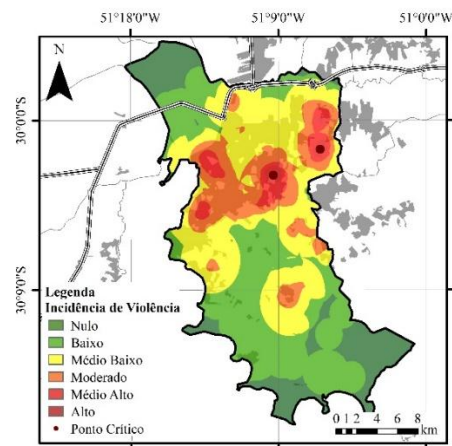 51°18'0"W 51°9'0"W 51°0'0"W
N
30°0'0"S
30°9'0"S
Legenda
Incidência de Violência
Nulo
Baixo
Médio Baixo
Moderado
Médio Alto
Alto
Ponto Crítico
0 1 2 4 6 8
km